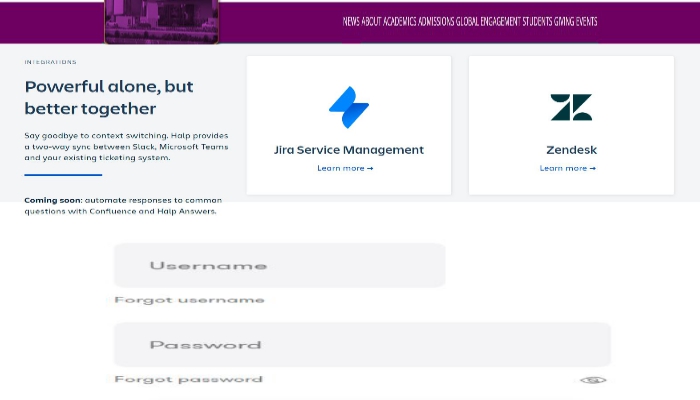 NEWS ABOUT ACADEMICS ADMISSIONS GLOBAL ENGAGEMENT STUDENTS GIVING EVENTS
INTEGRATIONS
Powerful alone, but
better together
Say goodbye to context switching. Halp provides
a two-way sync between Slack, Microsoft Teams
and your existing ticketing system.
Coming soon: automate responses to common
questions with Confluence and Halp Answers.
Jira Service Management
Learn more →
Zendesk
Learn more →
Username
Forgot username
Password
Forgot password